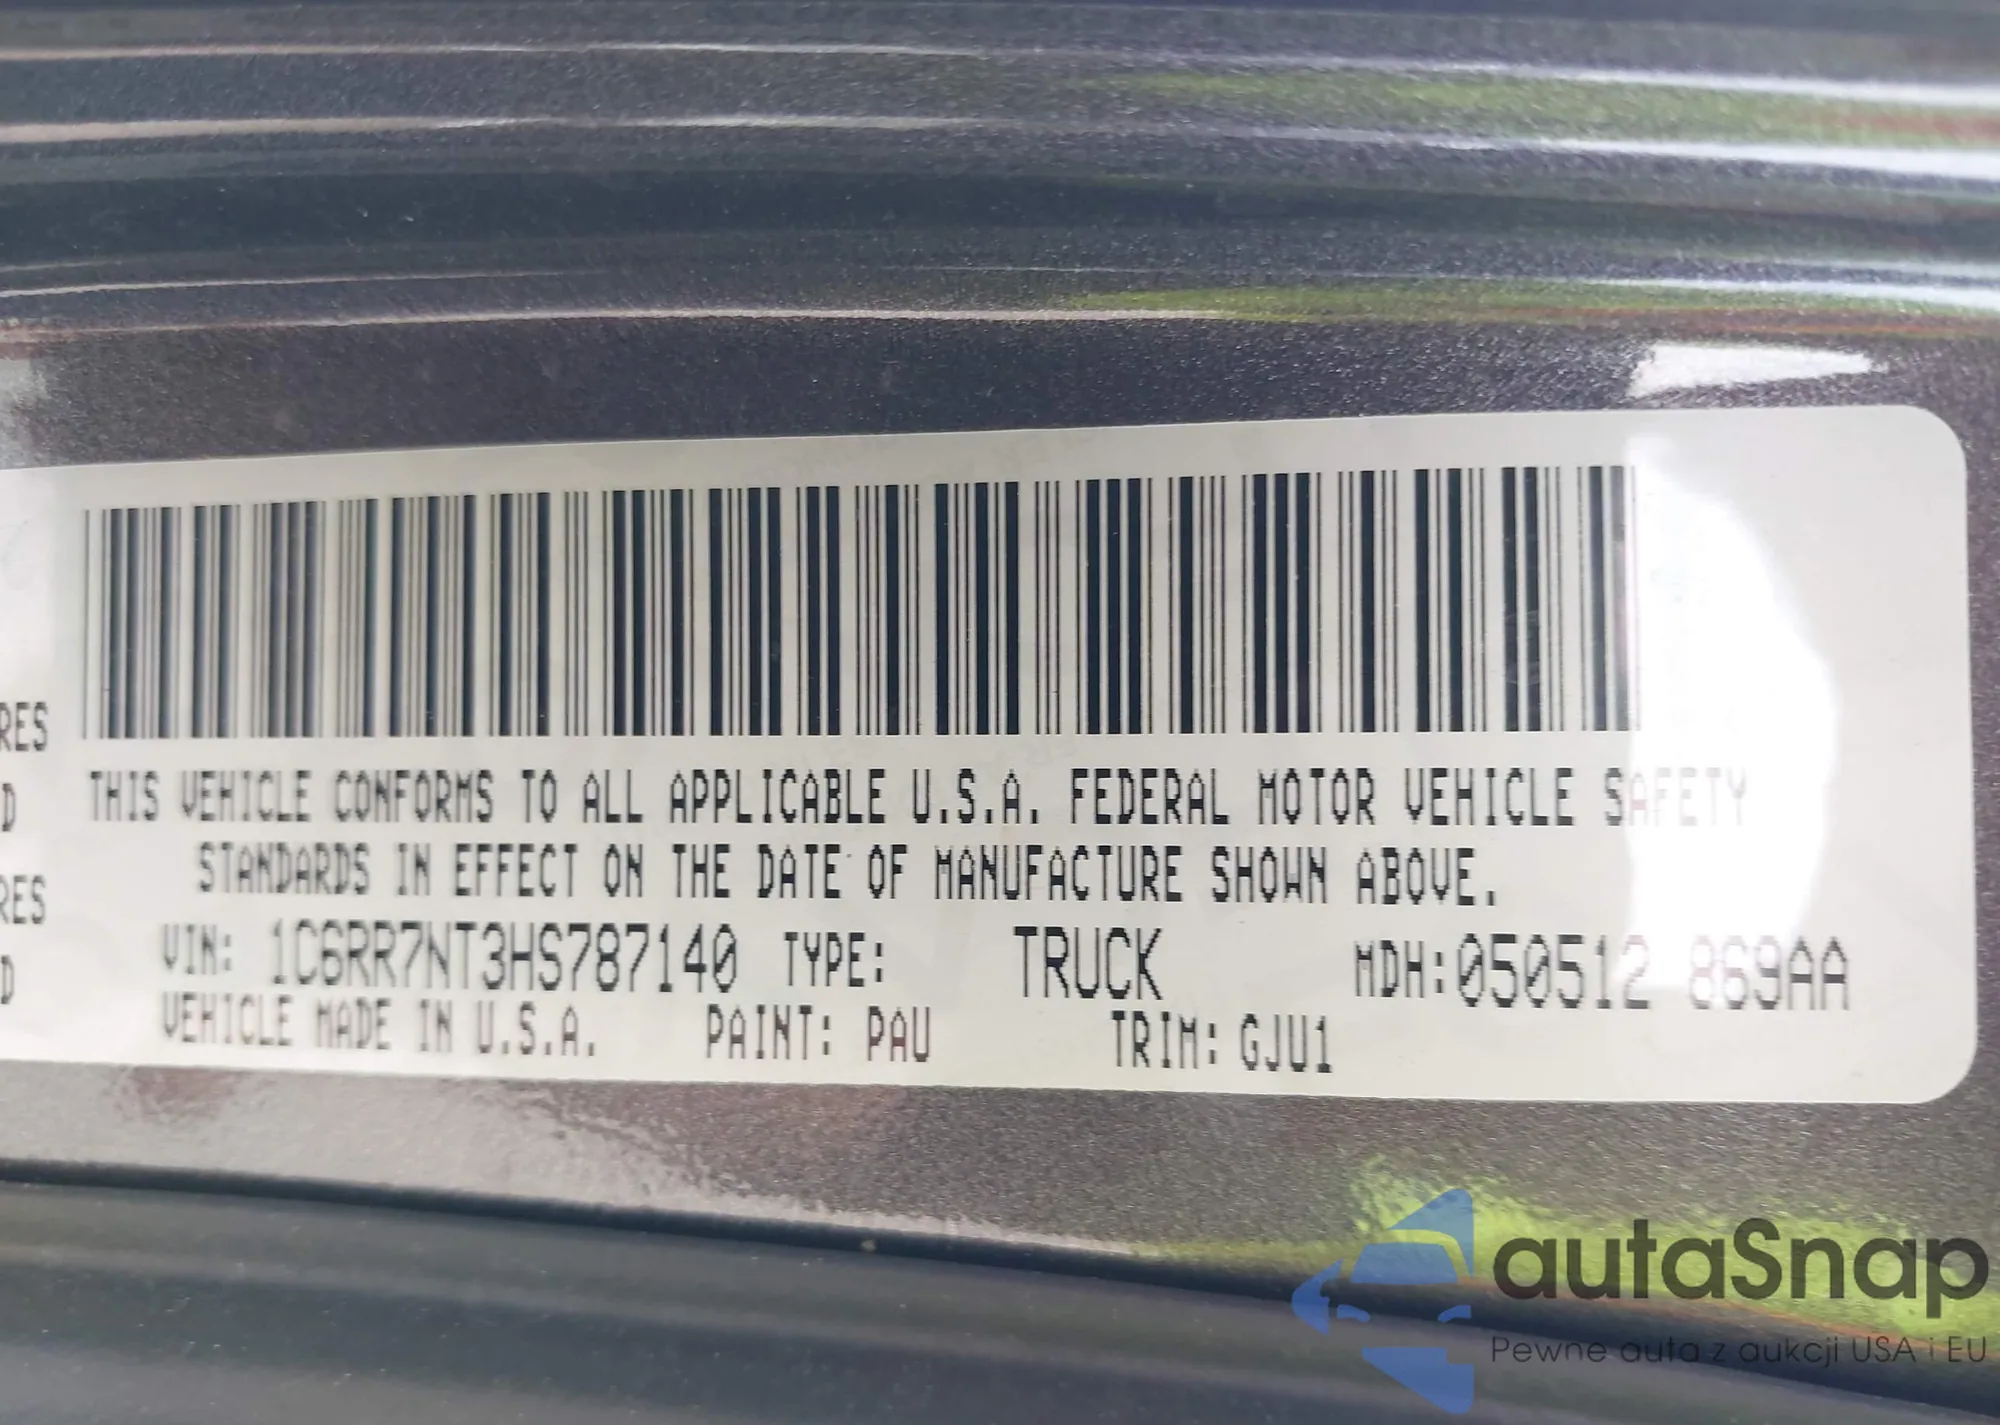 RES
D
RES
D
THIS VEHICLE CONFORMS TO ALL APPLICABLE U.S.A. FEDERAL MOTOR VEHICLE SAFETY
STANDARDS IN EFFECT ON THE DATE OF MANUFACTURE SHOWN ABOVE.
VIN: 1C6RR7NT3HS787140 TYPE: TRUCK MDH:050512 869AA
VEHICLE MADE IN U.S.A. PAINT: PAU TRIM: GJU1
autaSnap
Pewne auta z aukcji USA i EU